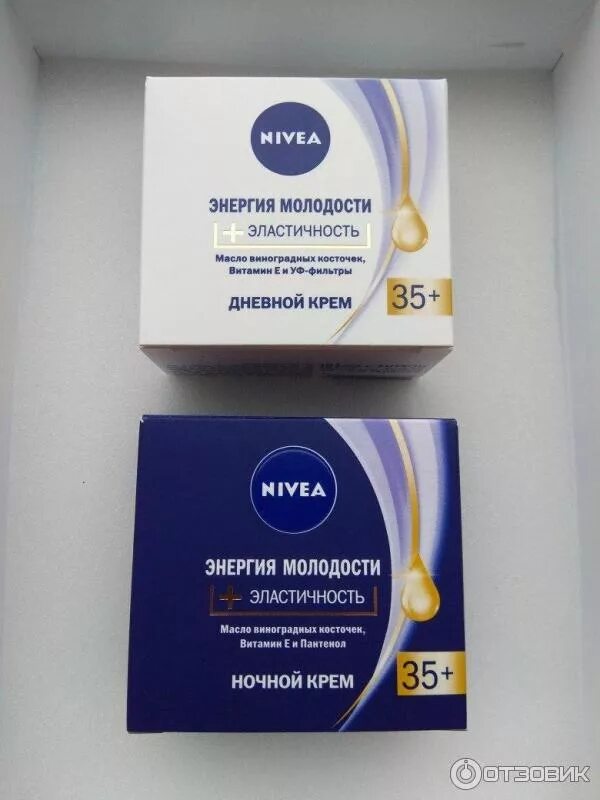 NIVEA
ЭНЕРГИЯ МОЛОДОСТИ
+ ЭЛАСТИЧНОСТЬ
Масло виноградных косточек,
Витамин Е и УФ-фильтры
ДНЕВНОЙ КРЕМ
35+
NIVEA
ЭНЕРГИЯ МОЛОДОСТИ
+ ЭЛАСТИЧНОСТЬ
Масло виноградных косточек,
Витамин Е и Пантенол
НОЧНОЙ КРЕМ
35+
ОТЗОВИК